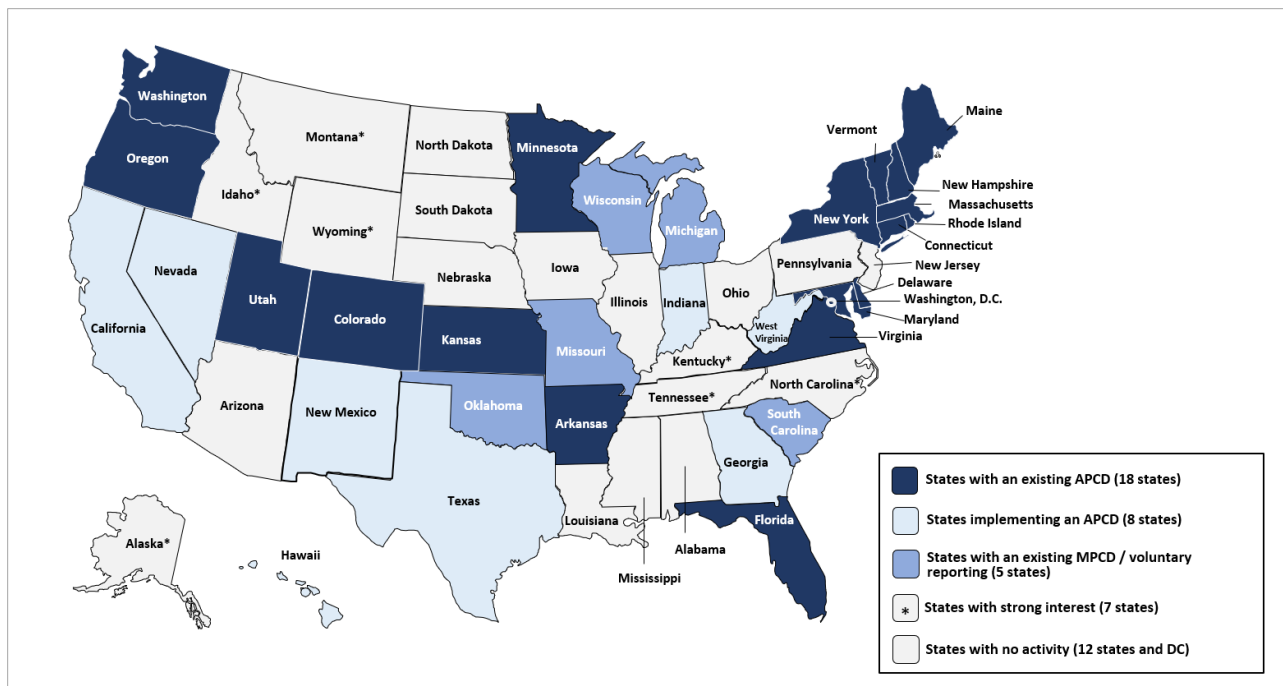 Washington
Montana*
North Dakota
Minnesota
Vermont
Maine
Oregon
Idaho*
South Dakota
Wisconsin
New Hampshire
Massachusetts
New York
Rhode Island
Wyoming*
Michigan
Connecticut
Nevada
Nebraska
Iowa
Pennsylvania
New Jersey
Delaware
Utah
Illinois
Indiana
Ohio
Washington, D.C.
California
Colorado
Kansas
West
Virginia
Maryland
Missouri
Kentucky*
Virginia
Arizona
New Mexico
Oklahoma
Tennessee*
North Carolina*
Arkansas
South
Carolina
Georgia
Texas
Louisiana
Florida
Alaska*
Hawaii
Alabama
Mississippi
States with an existing APCD (18 states)
States implementing an APCD (8 states)
States with an existing MPCD / voluntary
reporting (5 states)
* States with strong interest (7 states)
States with no activity (12 states and DC)